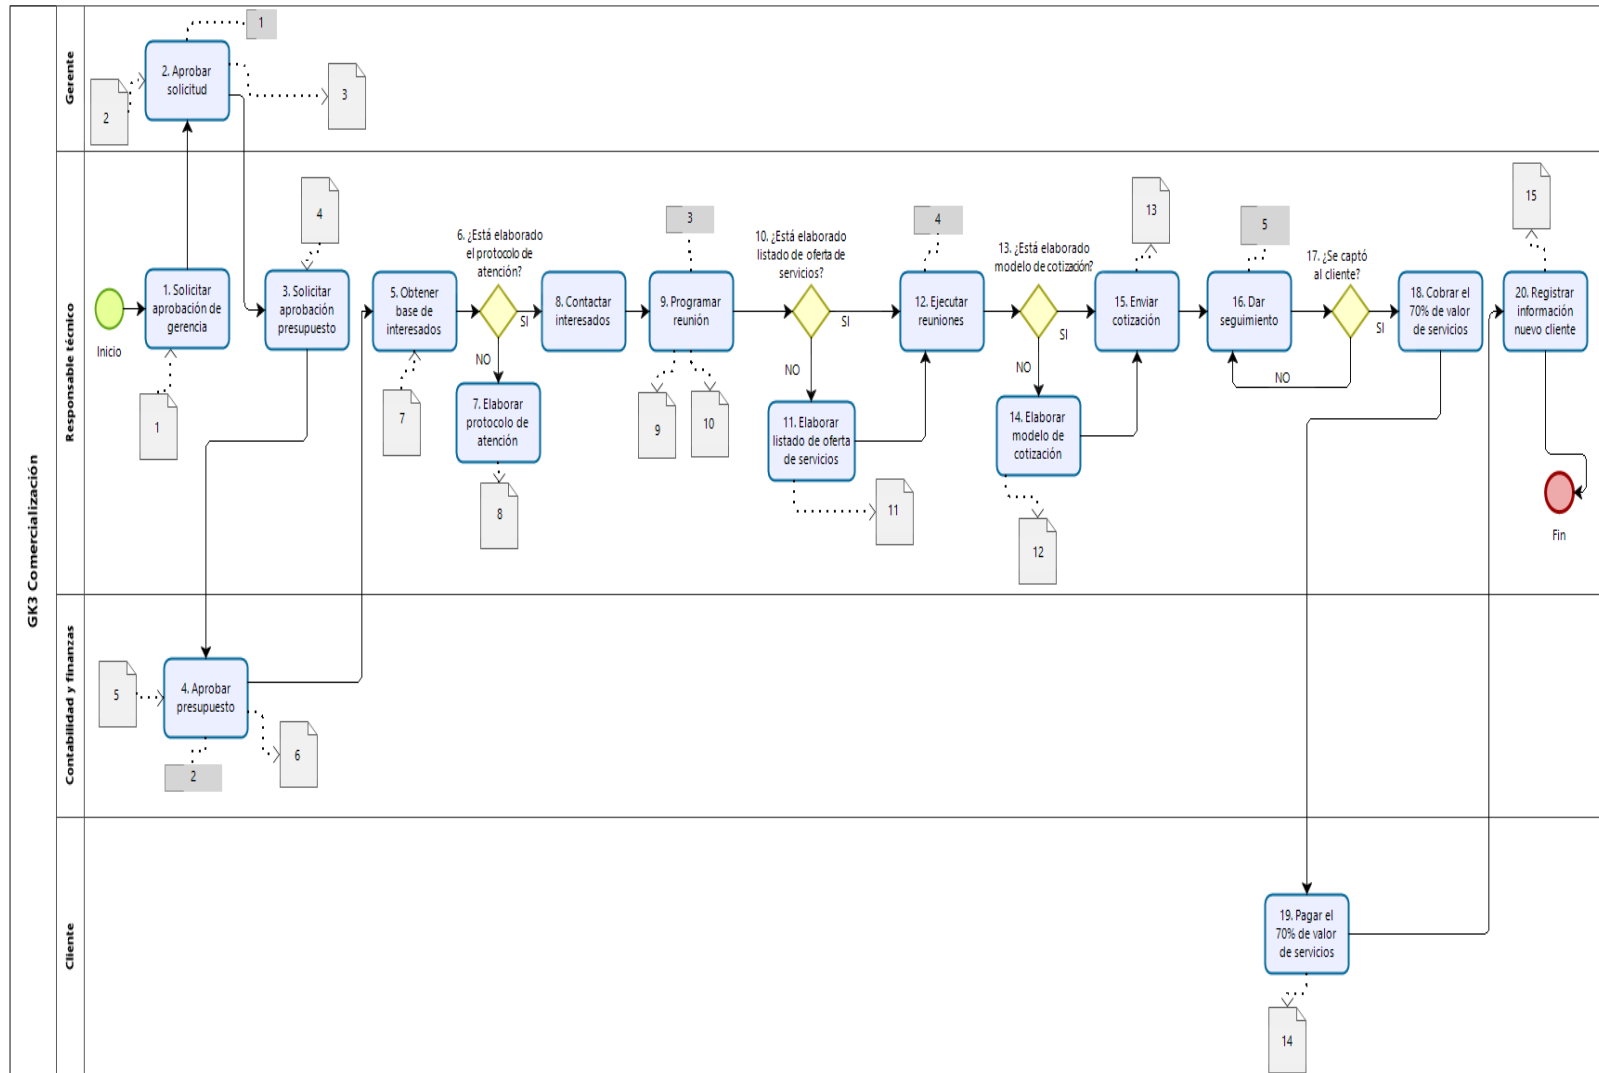 GK3 Comercialización
Gerente
1
2. Aprobar
solicitud
2
3
Responsable técnico
Inicio
1. Solicitar
aprobación de
gerencia
1
4
3. Solicitar
aprobación
presupuesto
5. Obtener
base de
interesados
7
6. ¿Está elaborado
el protocolo de
atención?
SI
NO
7. Elaborar
protocolo de
atención
8
8. Contactar
interesados
3
9. Programar
reunión
9
10
10. ¿Está elaborado
listado de oferta de
servicios?
SI
NO
11. Elaborar
listado de oferta
de servicios
11
4
12. Ejecutar
reuniones
13. ¿Está elaborado
modelo de cotización?
SI
NO
14. Elaborar
modelo de
cotización
12
13
15. Enviar
cotización
5
16. Dar
seguimiento
17. ¿Se captó
al cliente?
SI
NO
18. Cobrar el
70% de valor
de servicios
15
20. Registrar
información
nuevo cliente
Fin
Contabilidad y finanzas
5
4. Aprobar
presupuesto
6
2
Cliente
19. Pagar el
70% de valor
de servicios
14